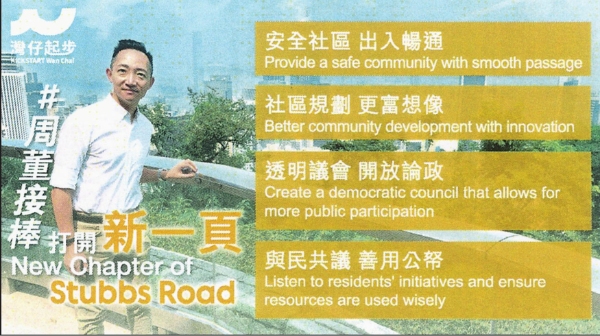 灣仔起步
KICKSTART Wan Chai
#周董接棒
打開新一頁
New Chapter of
Stubbs Road
安全社區 出入暢通
Provide a safe community with smooth passage
社區規劃 更富想像
Better community development with innovation
透明議會 開放論政
Create a democratic council that allows for
more public participation
與民共議 善用公帑
Listen to residents' initiatives and ensure
resources are used wisely